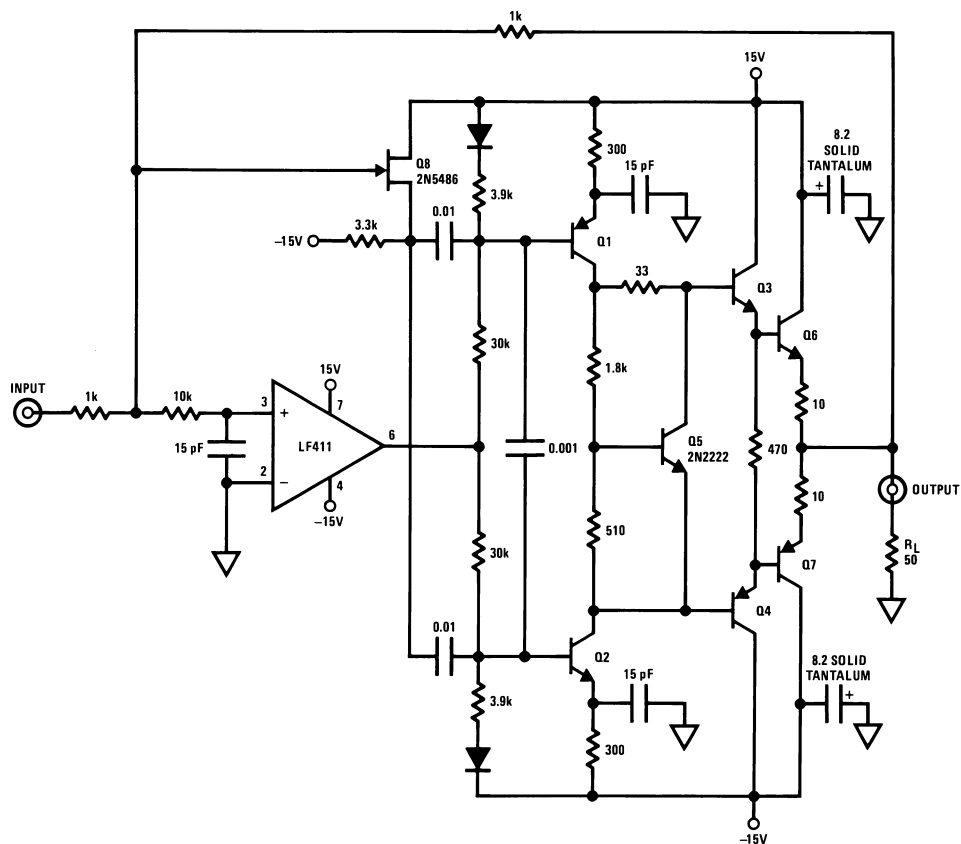 1k
15V
8.2
SOLID
TANTALUM
+
300
15 pF
Q8
2N5486
3.9k
0.01
3.3k
–15V
Q1
33
Q3
Q6
30k
1.8k
10
INPUT
1k
10k
15V
3
+
7
LF411
6
15 pF
2
–
4
–15V
0.001
Q5
2N2222
470
10
OUTPUT
30k
510
RL
50
Q7
Q4
0.01
Q2
15 pF
8.2 SOLID
TANTALUM
+
3.9k
300
–15V